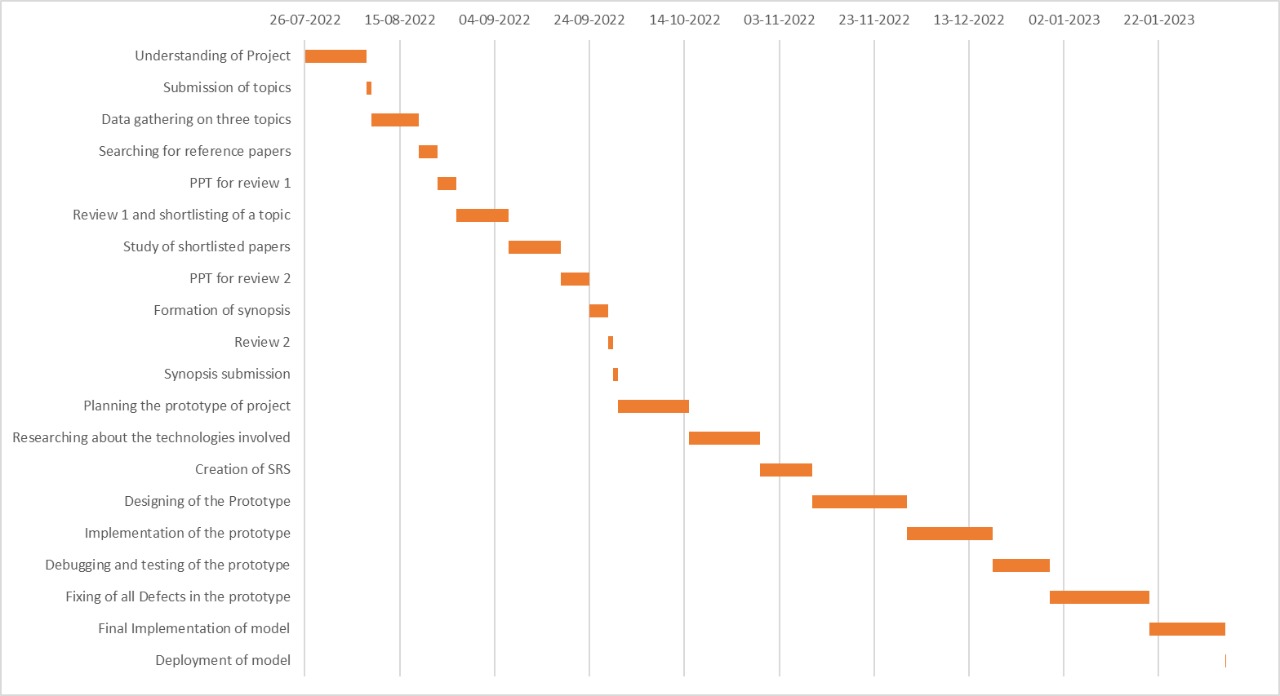 26-07-2022 15-08-2022 04-09-2022 24-09-2022 14-10-2022 03-11-2022 23-11-2022 13-12-2022 02-01-2023 22-01-2023
Understanding of Project
Submission of topics
Data gathering on three topics
Searching for reference papers
PPT for review 1
Review 1 and shortlisting of a topic
Study of shortlisted papers
PPT for review 2
Formation of synopsis
Review 2
Synopsis submission
Planning the prototype of project
Researching about the technologies involved
Creation of SRS
Designing of the Prototype
Implementation of the prototype
Debugging and testing of the prototype
Fixing of all Defects in the prototype
Final Implementation of model
Deployment of model